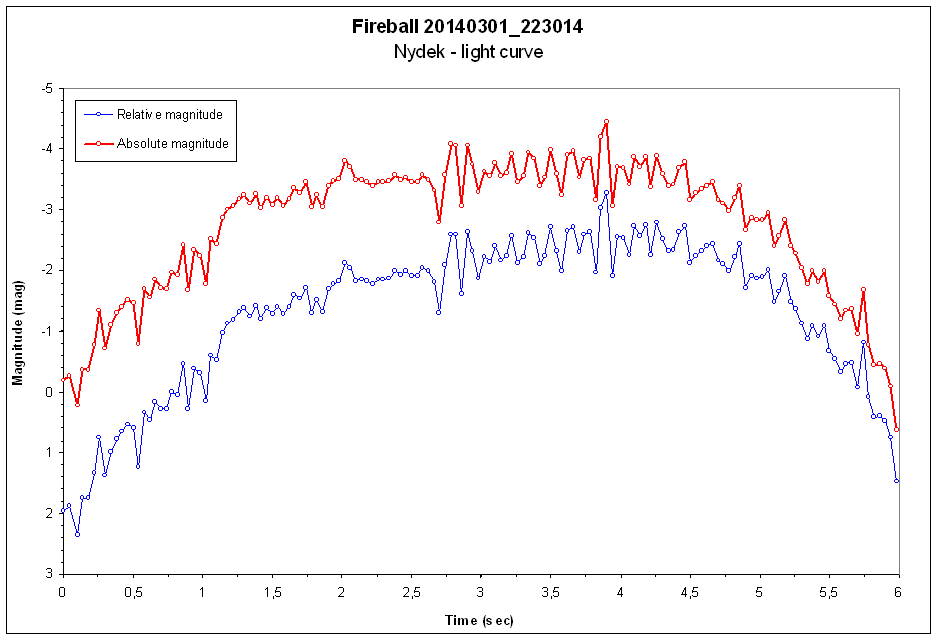 Fireball 20140301_223014
Nydek - light curve
Relative magnitude
Absolute magnitude
Magnitude (mag)
-5
-4
-3
-2
-1
0
1
2
3
0 0,5 1 1,5 2 2,5 3 3,5 4 4,5 5 5,5 6
Time (sec)